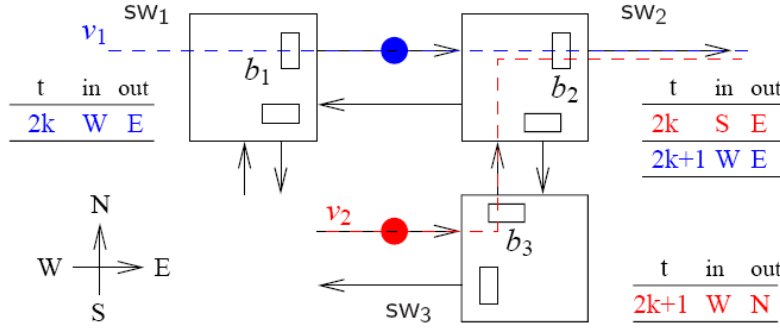 sw₁
sw₂
v₁
b₁
b₂
t in out
2k W E
t in out
2k S E
2k+1 W E
v₂
b₃
N
W E
S
sw₃
t in out
2k+1 W N